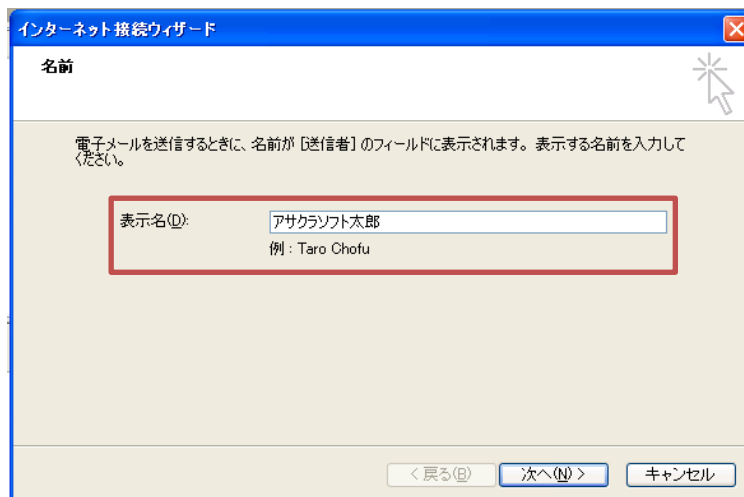 インターネット接続ウィザード
名前
電子メールを送信するときに、名前が [送信者] のフィールドに表示されます。表示する名前を入力して
ください。
表示名(D): アサクラソフト太郎
例 : Taro Chofu
< 戻る(B) 次へ(N) > キャンセル